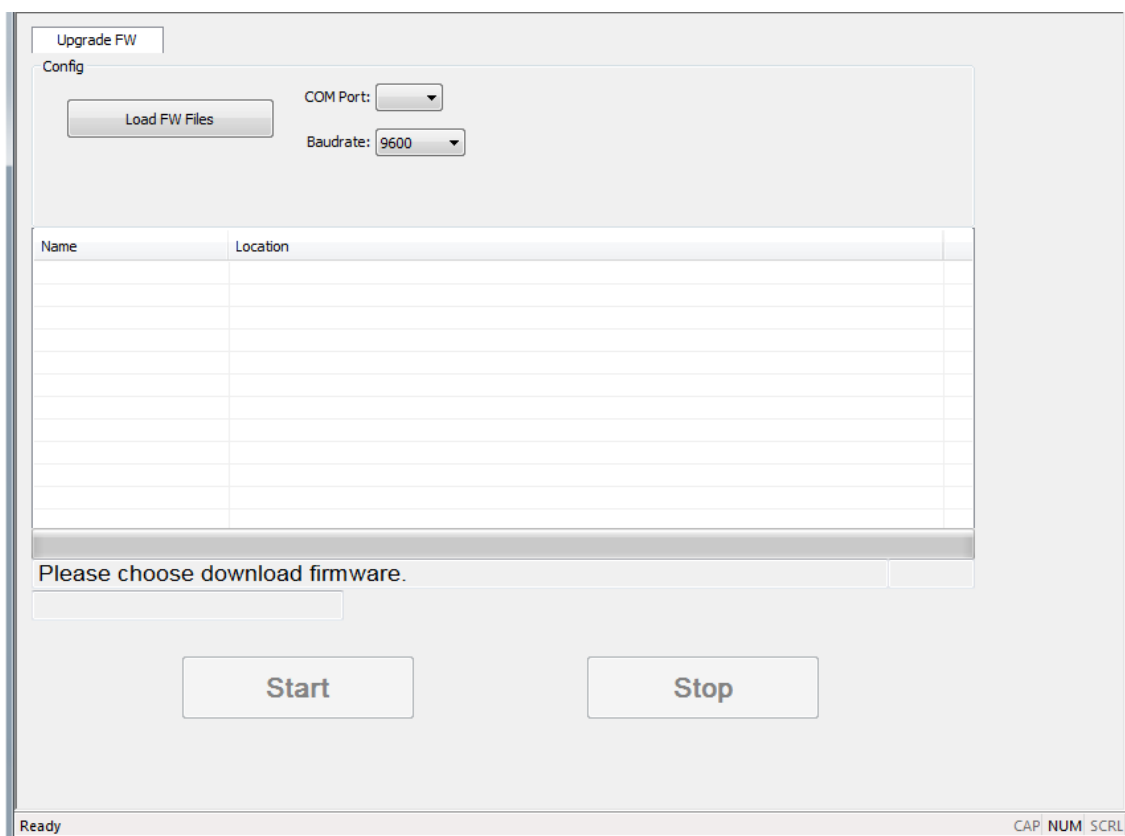 Upgrade FW
Config
Load FW Files
COM Port:
Baudrate: 9600
Name Location
Please choose download firmware.
Start Stop
Ready CAP NUM SCRL